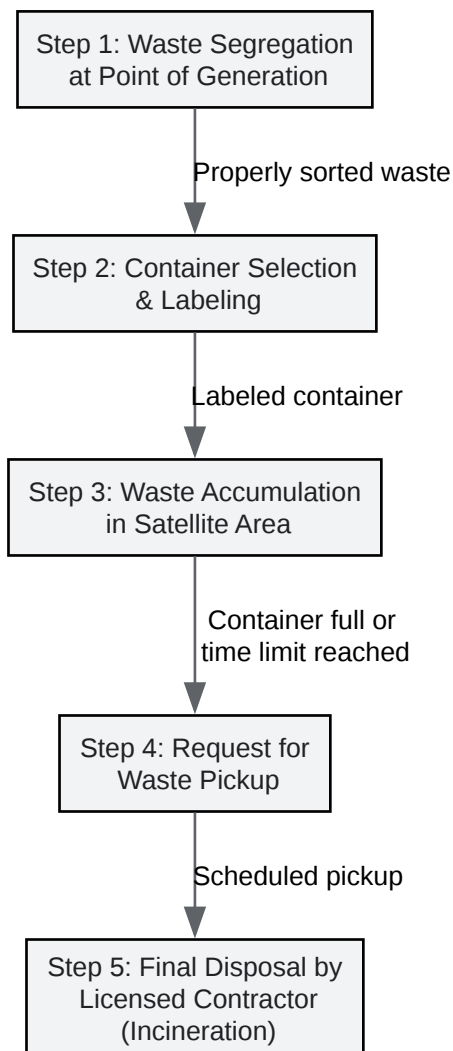 Step 1: Waste Segregation
at Point of Generation
Properly sorted waste
Step 2: Container Selection
& Labeling
Labeled container
Step 3: Waste Accumulation
in Satellite Area
Container full or
time limit reached
Step 4: Request for
Waste Pickup
Scheduled pickup
Step 5: Final Disposal by
Licensed Contractor
(Incineration)